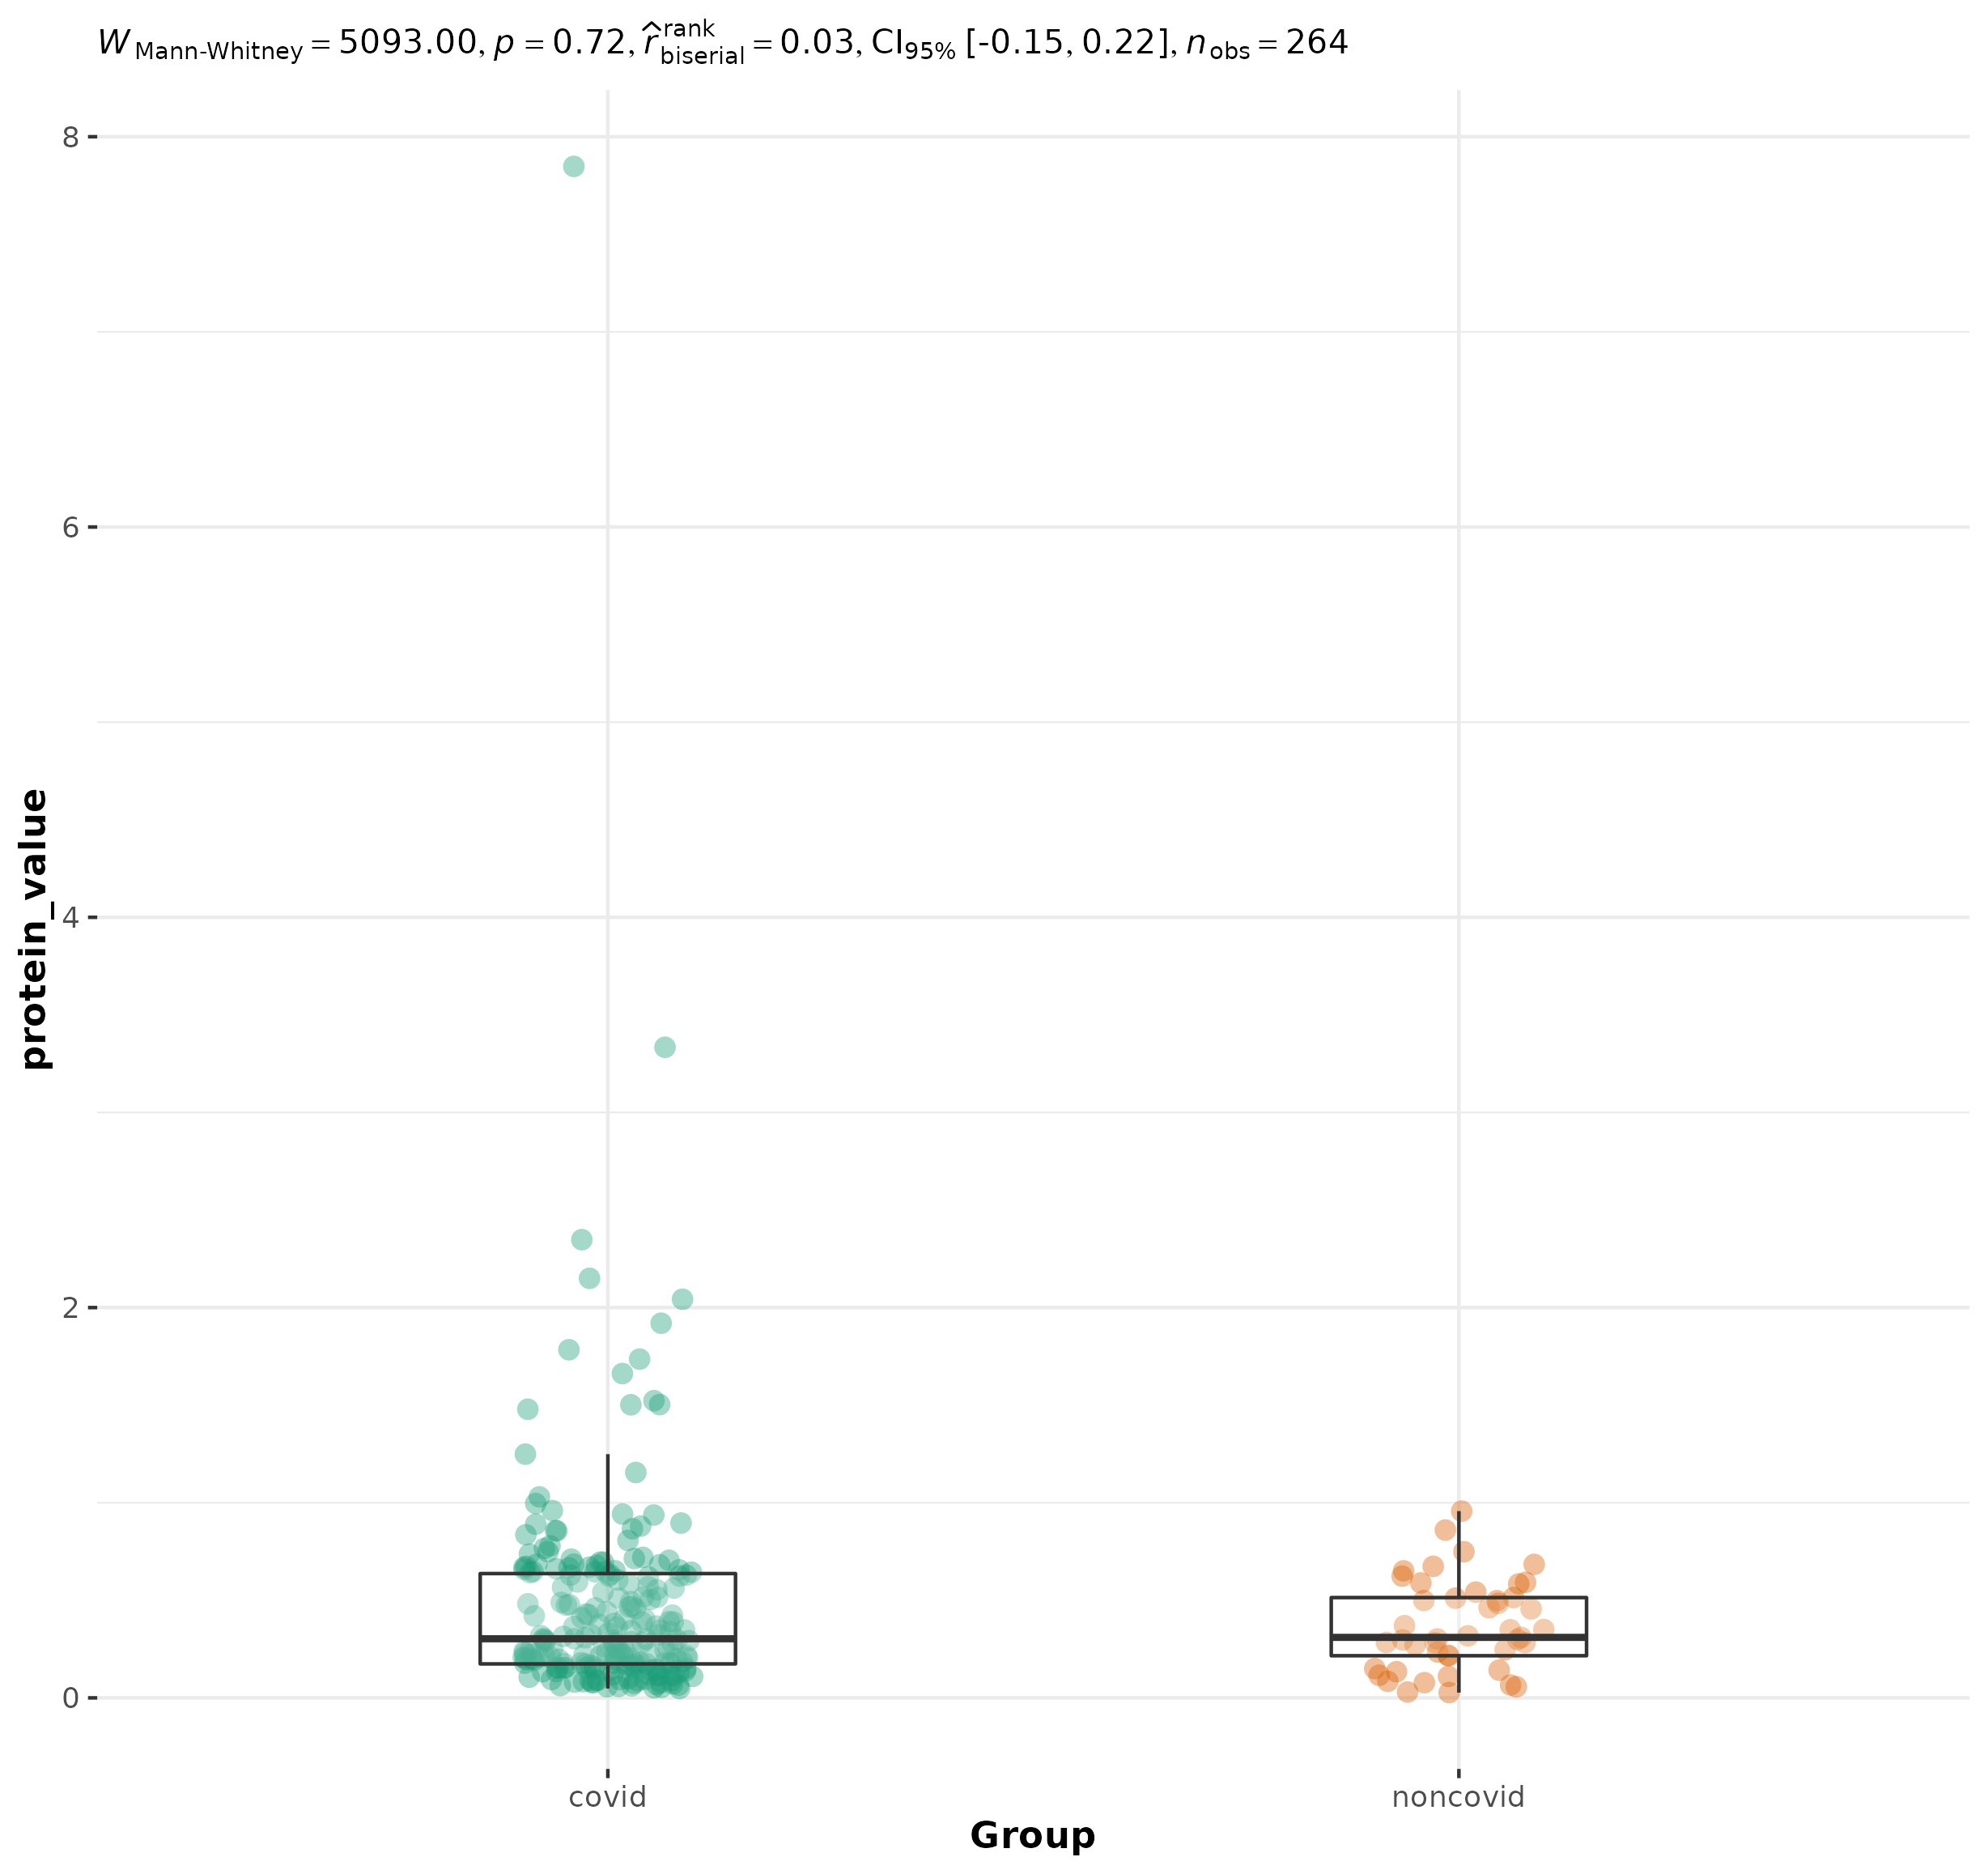 W Mann-Whitney = 5093.00, p = 0.72, r̂ rank biserial = 0.03, CI95% [-0.15, 0.22], nobs = 264
8
6
4
2
0
protein_value
covid noncovid
Group